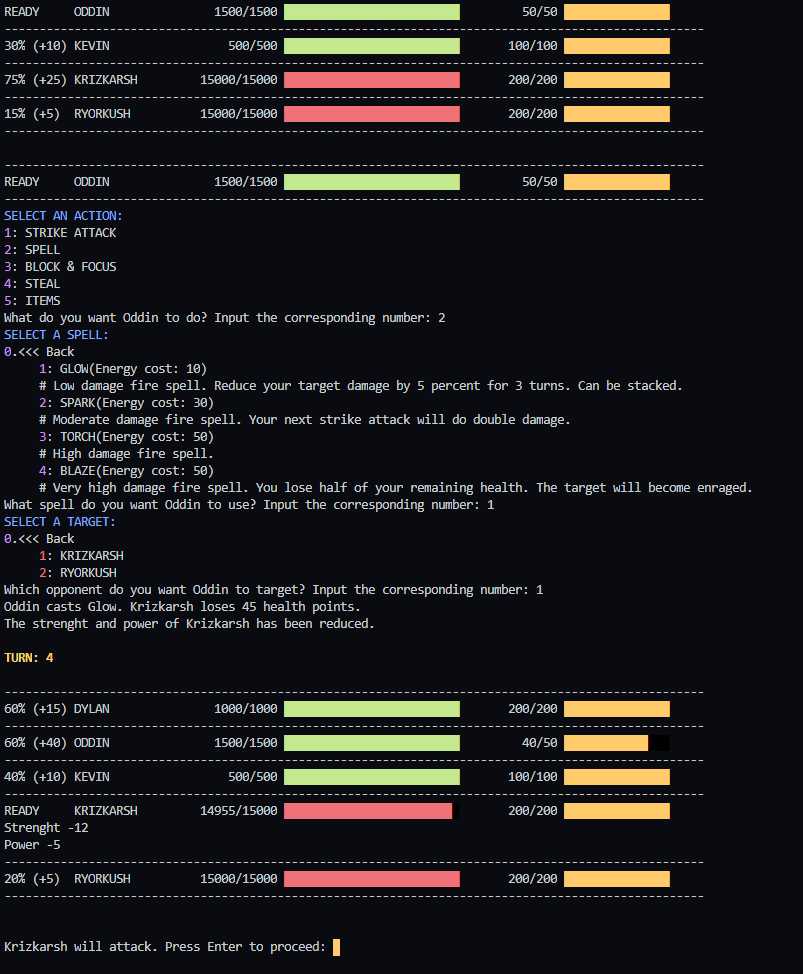 READY ODDIN 1500/1500 50/50
----------------------------------------------------------------------------------------------------
30% (+10) KEVIN 500/500 100/100
----------------------------------------------------------------------------------------------------
75% (+25) KRIZKARSH 15000/15000 200/200
----------------------------------------------------------------------------------------------------
15% (+5) RYORKUSH 15000/15000 200/200
----------------------------------------------------------------------------------------------------
----------------------------------------------------------------------------------------------------
READY ODDIN 1500/1500 50/50
----------------------------------------------------------------------------------------------------
SELECT AN ACTION:
1: STRIKE ATTACK
2: SPELL
3: BLOCK & FOCUS
4: STEAL
5: ITEMS
What do you want Oddin to do? Input the corresponding number: 2
SELECT A SPELL:
0.<<< Back
1: GLOW(Energy cost: 10)
# Low damage fire spell. Reduce your target damage by 5 percent for 3 turns. Can be stacked.
2: SPARK(Energy cost: 30)
# Moderate damage fire spell. Your next strike attack will do double damage.
3: TORCH(Energy cost: 50)
# High damage fire spell.
4: BLAZE(Energy cost: 50)
# Very high damage fire spell. You lose half of your remaining health. The target will become enraged.
What spell do you want Oddin to use? Input the corresponding number: 1
SELECT A TARGET:
0.<<< Back
1: KRIZKARSH
2: RYORKUSH
Which opponent do you want Oddin to target? Input the corresponding number: 1
Oddin casts Glow. Krizkarsh loses 45 health points.
The strenght and power of Krizkarsh has been reduced.
TURN: 4
----------------------------------------------------------------------------------------------------
60% (+15) DYLAN 1000/1000 200/200
----------------------------------------------------------------------------------------------------
60% (+40) ODDIN 1500/1500 40/50
----------------------------------------------------------------------------------------------------
40% (+10) KEVIN 500/500 100/100
----------------------------------------------------------------------------------------------------
READY KRIZKARSH 14955/15000 200/200
Strenght -12
Power -5
----------------------------------------------------------------------------------------------------
20% (+5) RYORKUSH 15000/15000 200/200
----------------------------------------------------------------------------------------------------
Krizkarsh will attack. Press Enter to proceed: